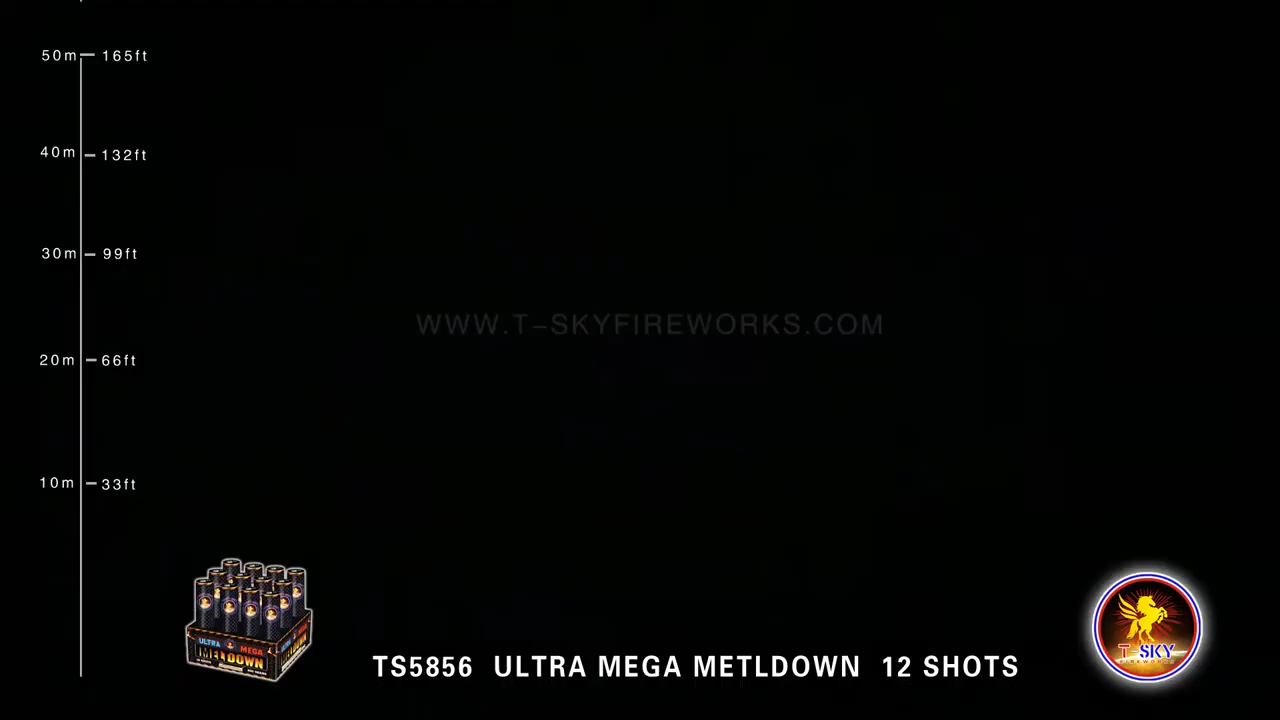 50m 165ft
40m 132ft
30m 99ft
WWW.T-SKYFIREWORKS.COM
20m 66ft
10m 33ft
ULTRA MEGA
MELTDOWN
T-SKY
FIREWORKS
TS5856 ULTRA MEGA METLDOWN 12 SHOTS